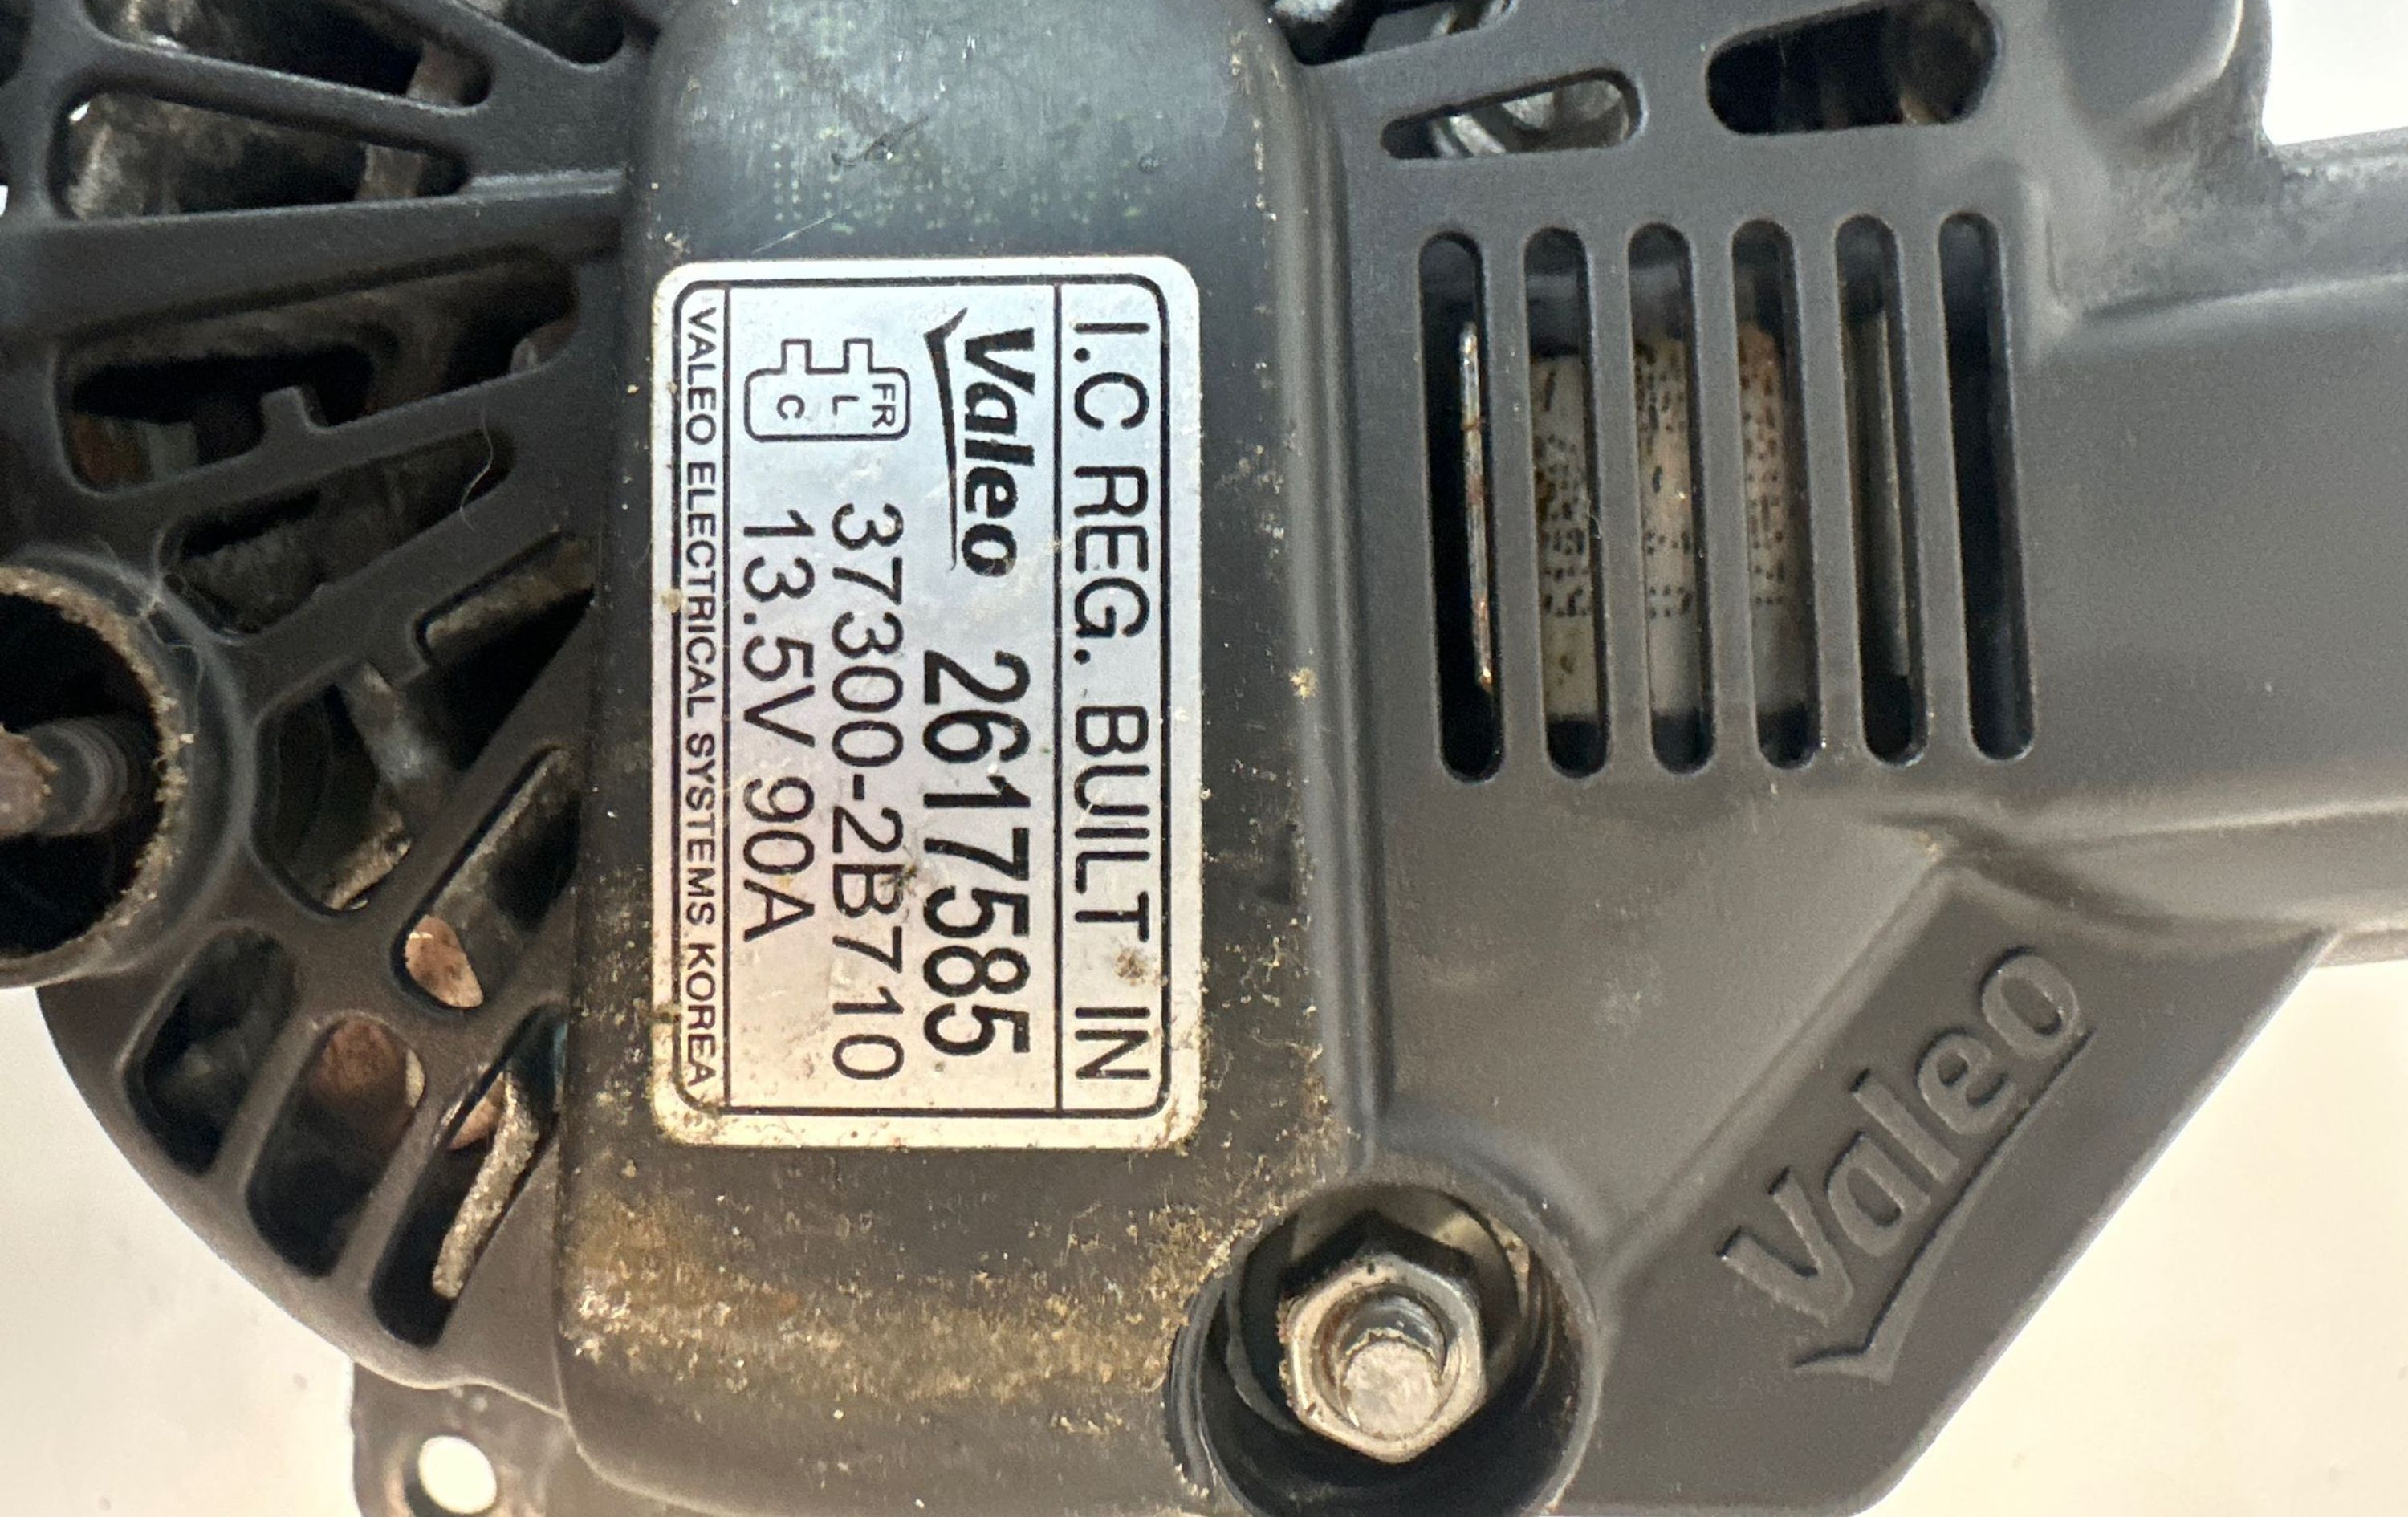 I.C REG. BUILT IN
Valeo 2617585
FR
L
C
37300-2B710
13.5V 90A
VALEO ELECTRICAL SYSTEMS KOREA
Valeo